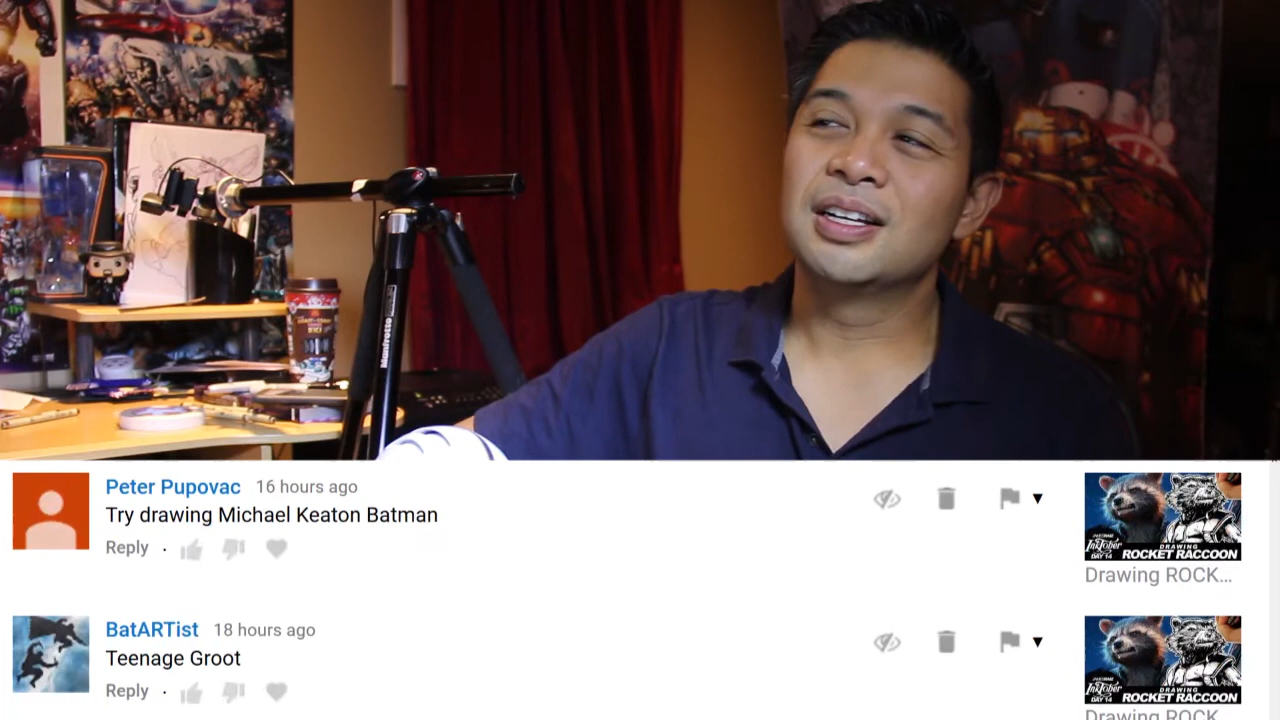 Manfrotto
Peter Pupovac 16 hours ago
Try drawing Michael Keaton Batman
Reply
InkTober
DAY 14
DRAWING
ROCKET RACCOON
Drawing ROCK...
BatARTist 18 hours ago
Teenage Groot
Reply
InkTober
DAY 14
DRAWING
ROCKET RACCOON
Drawing ROCK